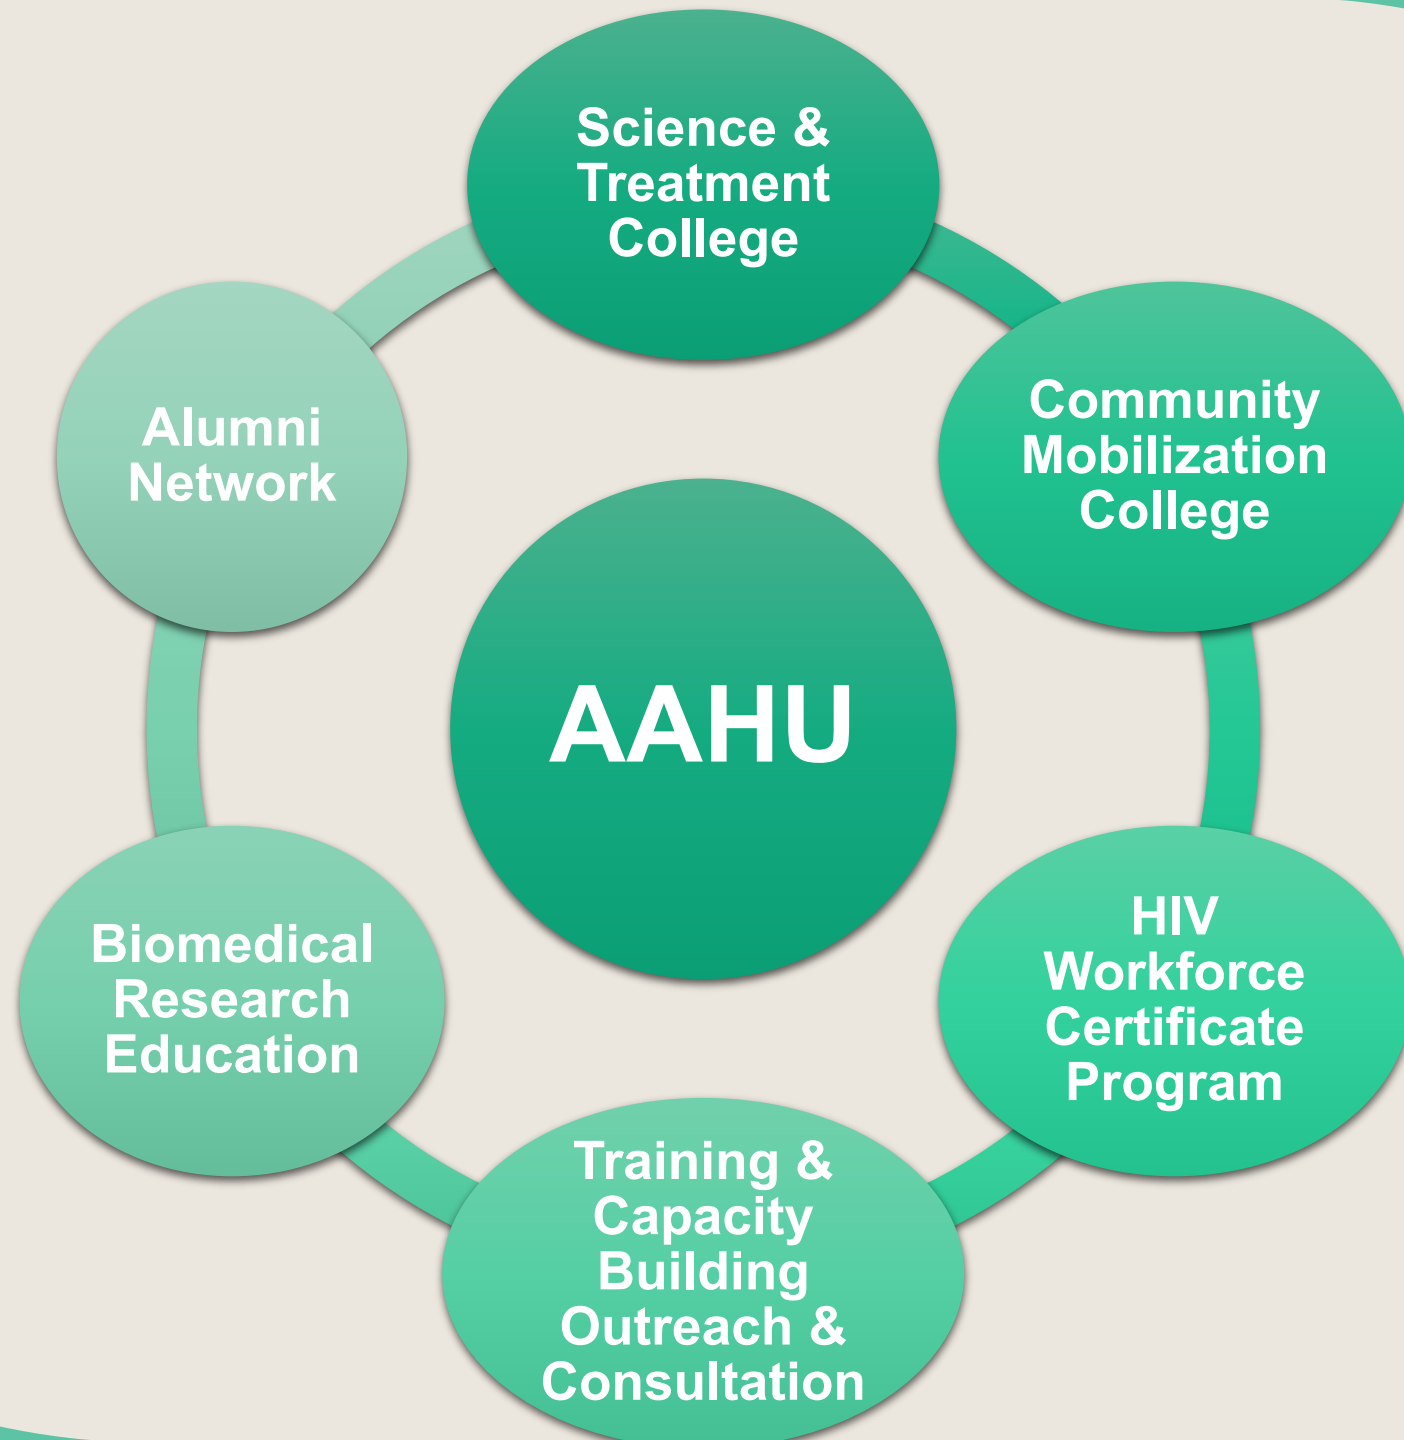 Science &
Treatment
College
Community
Mobilization
College
HIV
Workforce
Certificate
Program
Training &
Capacity
Building
Outreach &
Consultation
Biomedical
Research
Education
Alumni
Network
AAHU